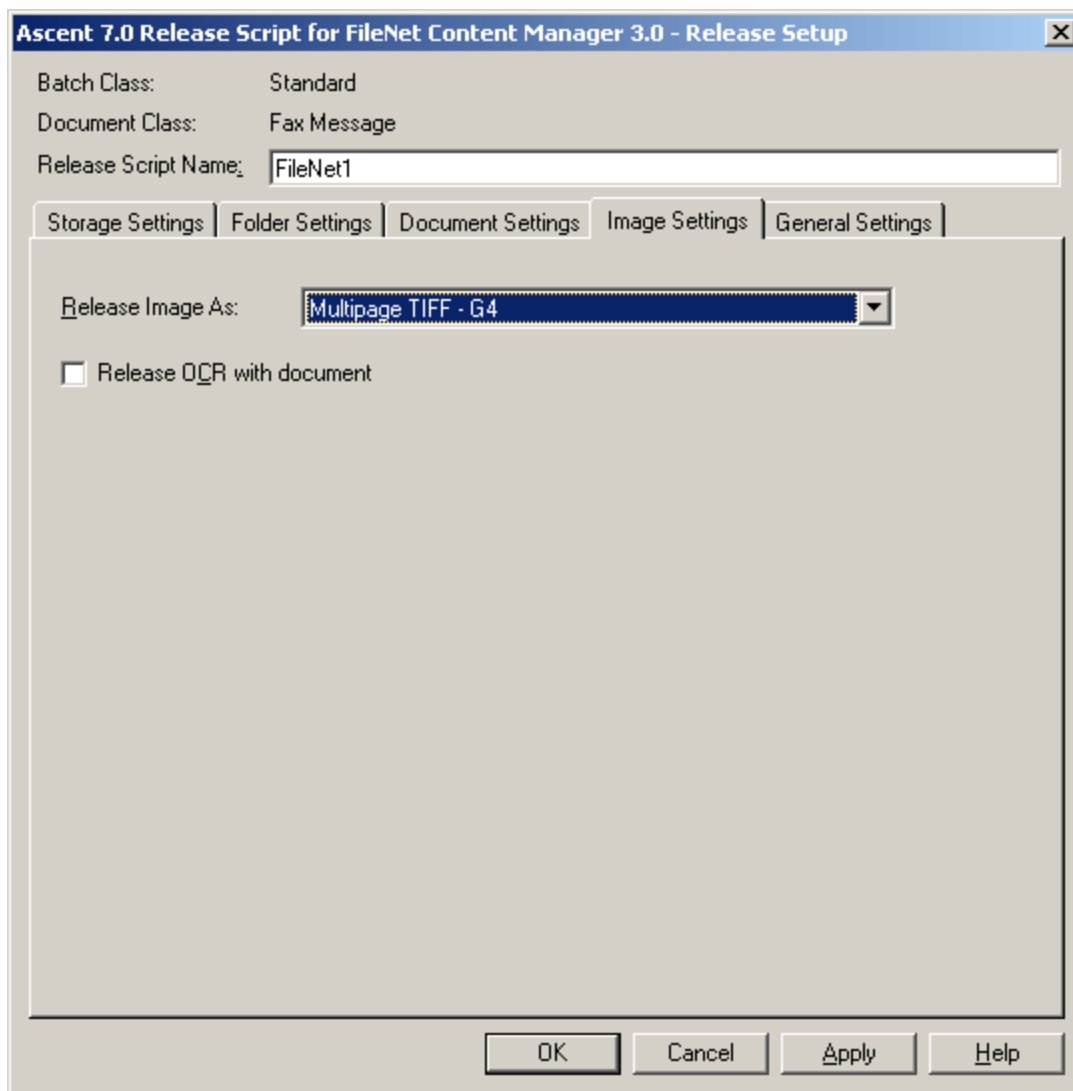 Ascent 7.0 Release Script for FileNet Content Manager 3.0 - Release Setup
Batch Class: Standard
Document Class: Fax Message
Release Script Name: FileNet1
Storage Settings Folder Settings Document Settings Image Settings General Settings
Release Image As: Multipage TIFF - G4
Release OCR with document
OK Cancel Apply Help